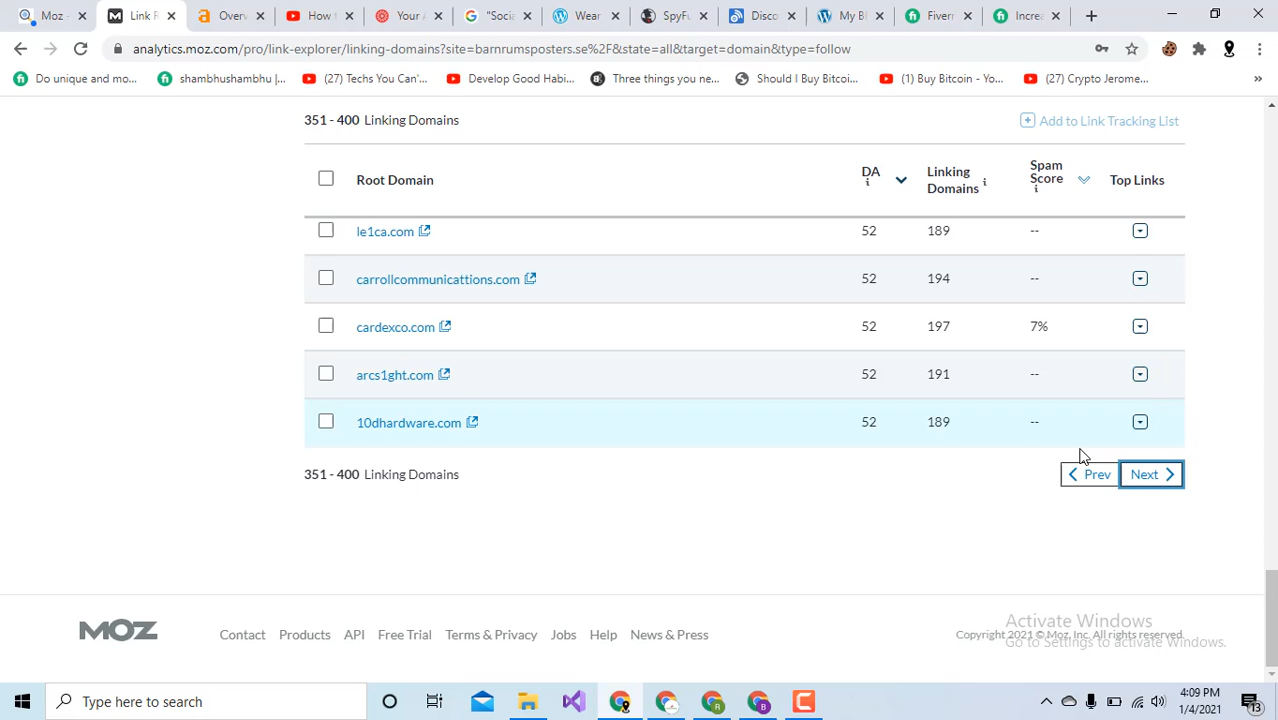 Moz -
Link R
Overv
How t
Your A
"Socia
Wear
SpyFu
Disco
My Bl
Fiverr
Increa
analytics.moz.com/pro/link-explorer/linking-domains?site=barnrumsposters.se%2F&state=all&target=domain&type=follow
Do unique and mo...
shambhushambhu |...
(27) Techs You Can'...
Develop Good Habi...
Three things you ne...
Should I Buy Bitcoi...
(1) Buy Bitcoin - Yo...
(27) Crypto Jerome...
»
351 - 400 Linking Domains
Add to Link Tracking List
Root Domain
DA
Linking Domains
Spam Score
Top Links
le1ca.com 52 189 --
carrollcommunicattions.com 52 194 --
cardexco.com 52 197 7%
arcs1ght.com 52 191 --
10dhardware.com 52 189 --
351 - 400 Linking Domains
Prev
Next
MOZ
Contact
Products
API
Free Trial
Terms & Privacy
Jobs
Help
News & Press
Copyright 2021 © Moz, Inc. All rights reserved.
Activate Windows
Go to Settings to activate Windows.
Type here to search
R
B
4:09 PM
1/4/2021
13